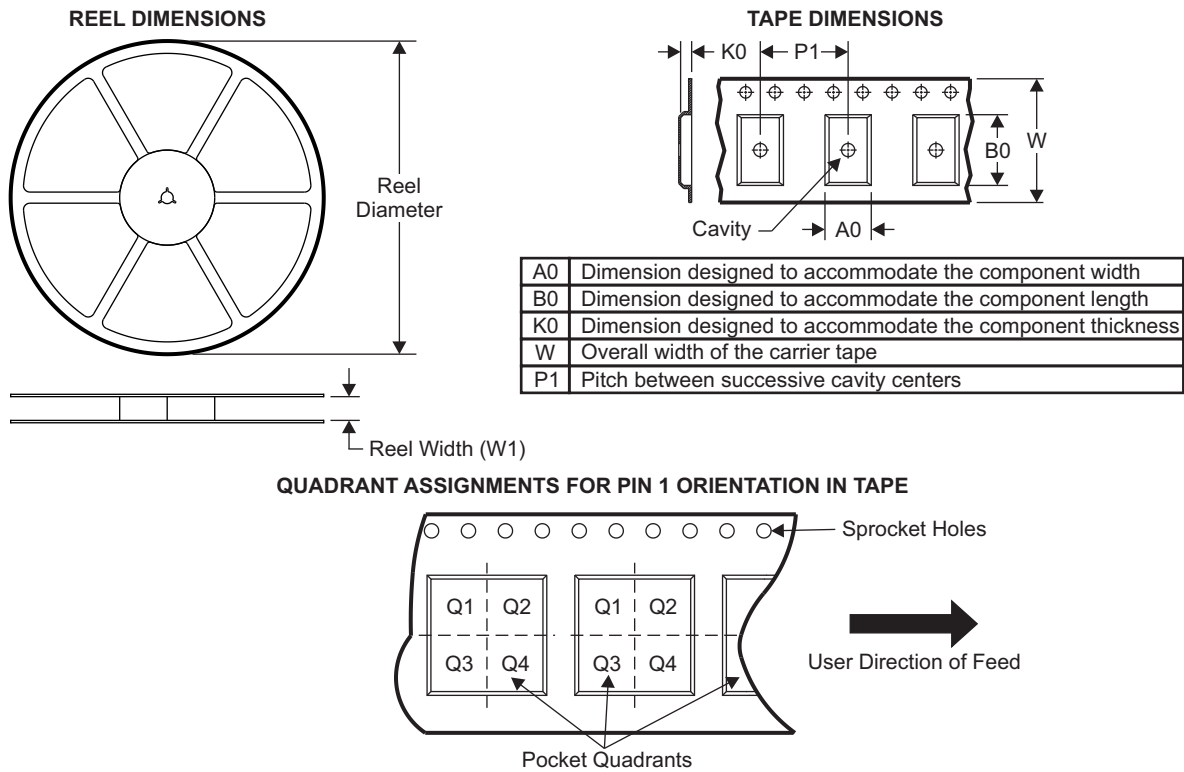 REEL DIMENSIONS
Reel
Diameter
Reel Width (W1)
TAPE DIMENSIONS
K0
P1
W
B0
Cavity
A0
A0 Dimension designed to accommodate the component width
B0 Dimension designed to accommodate the component length
K0 Dimension designed to accommodate the component thickness
W Overall width of the carrier tape
P1 Pitch between successive cavity centers
QUADRANT ASSIGNMENTS FOR PIN 1 ORIENTATION IN TAPE
Sprocket Holes
Q1 Q2 Q1 Q2
Q3 Q4 Q3 Q4
User Direction of Feed
Pocket Quadrants